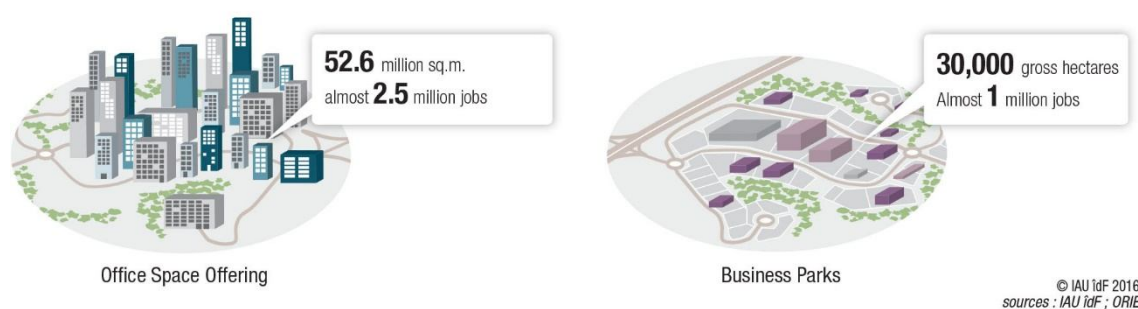 52.6 million sq.m.
almost 2.5 million jobs
Office Space Offering
30,000 gross hectares
Almost 1 million jobs
Business Parks
© IAU îdF 2016
sources : IAU îdF ; ORIE